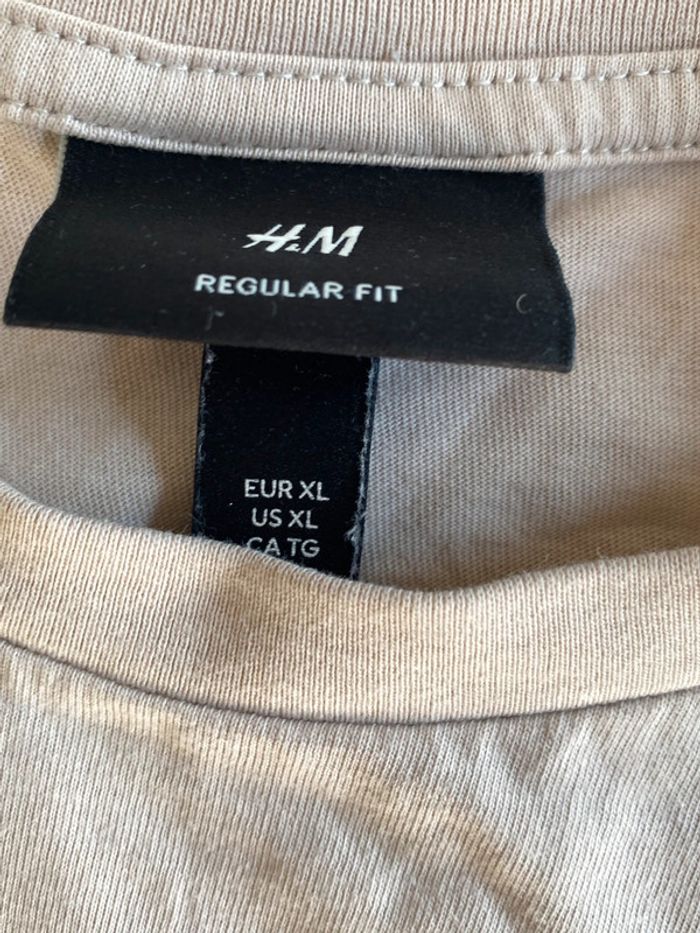 H&M
REGULAR FIT
EUR XL
US XL
CA TG